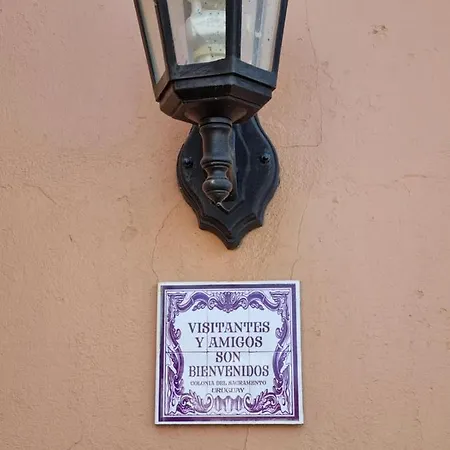 VISITANTES
Y AMIGOS
SON
BIENVENIDOS
COLONIA DEL SACRAMENTO
URUGUAY